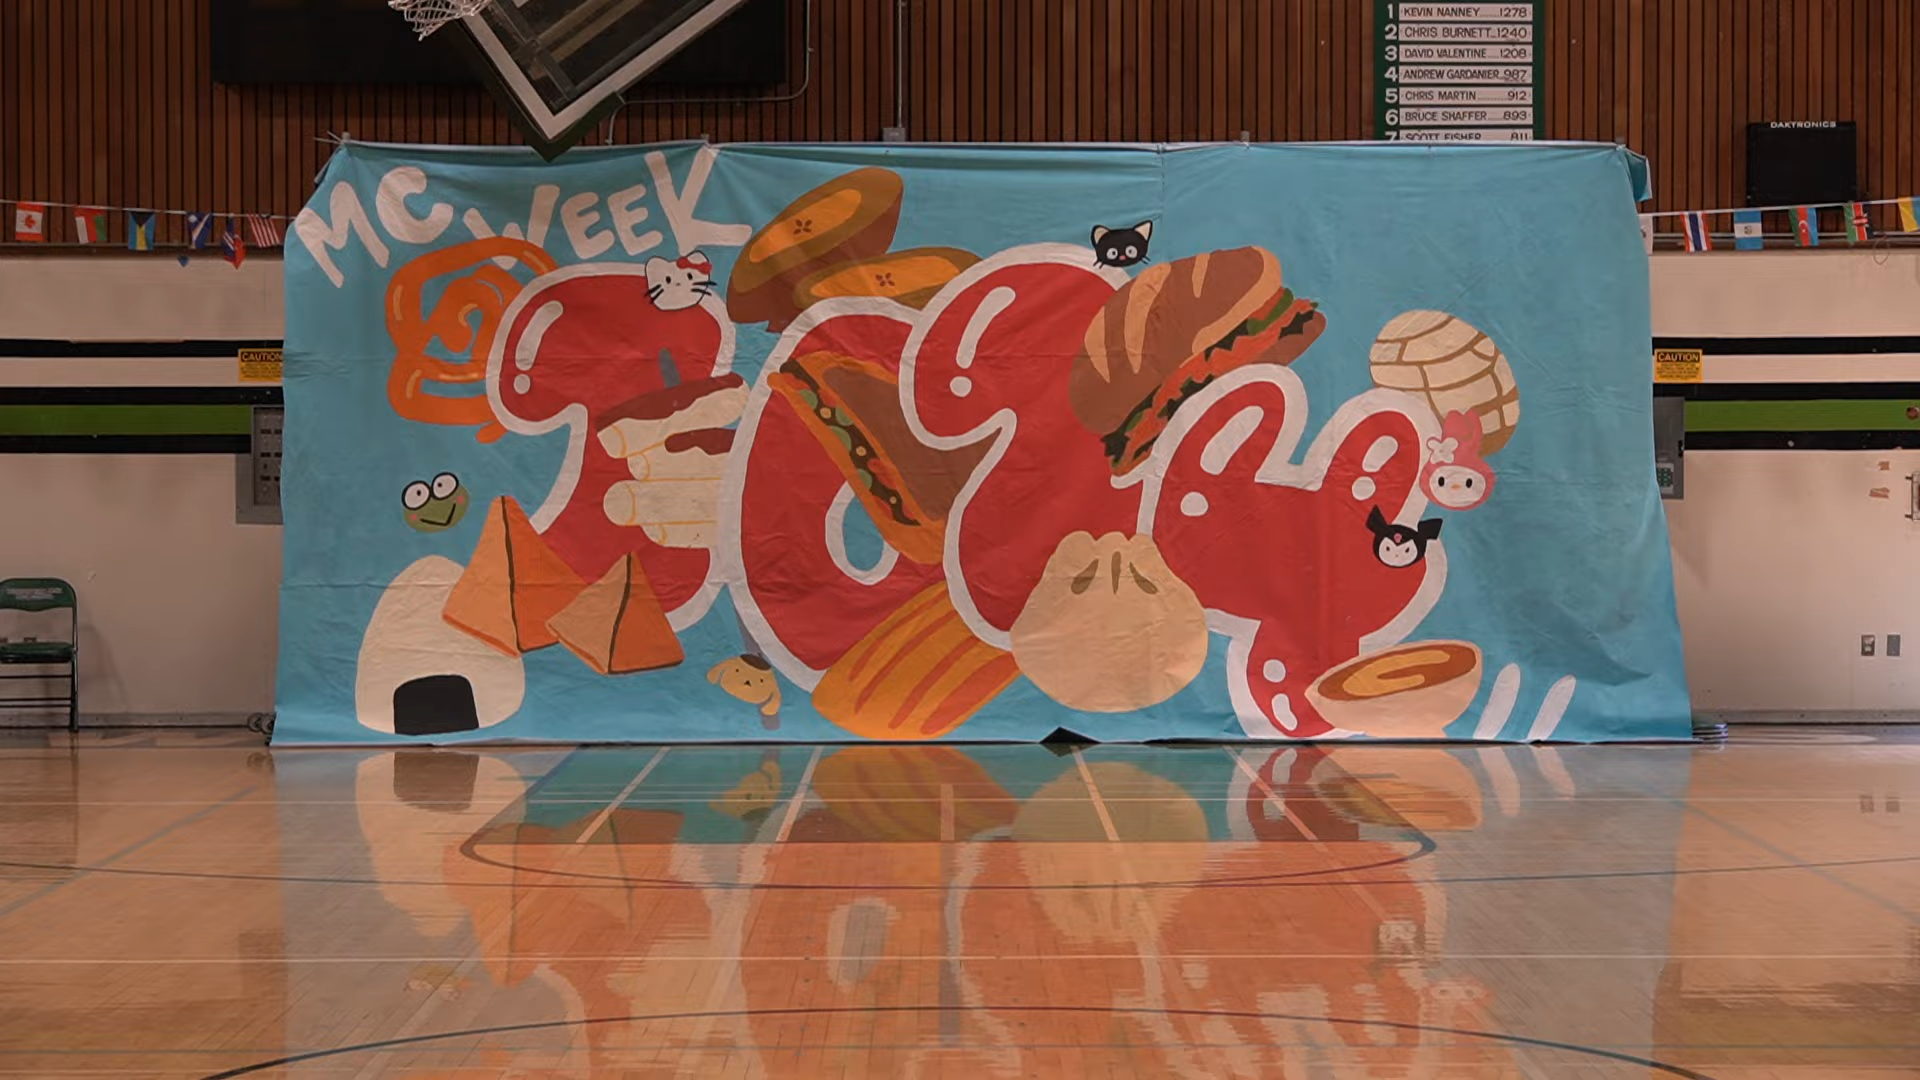 1 KEVIN NANNEY 1278
2 CHRIS BURNETT 1240
3 DAVID VALENTINE 1208
4 ANDREW GARDANIER 987
5 CHRIS MARTIN 912
6 BRUCE SHAFFER 893
7 SCOTT FISHER 811
DAKTRONICS
MC WEEK
2024
CAUTION
CAUTION